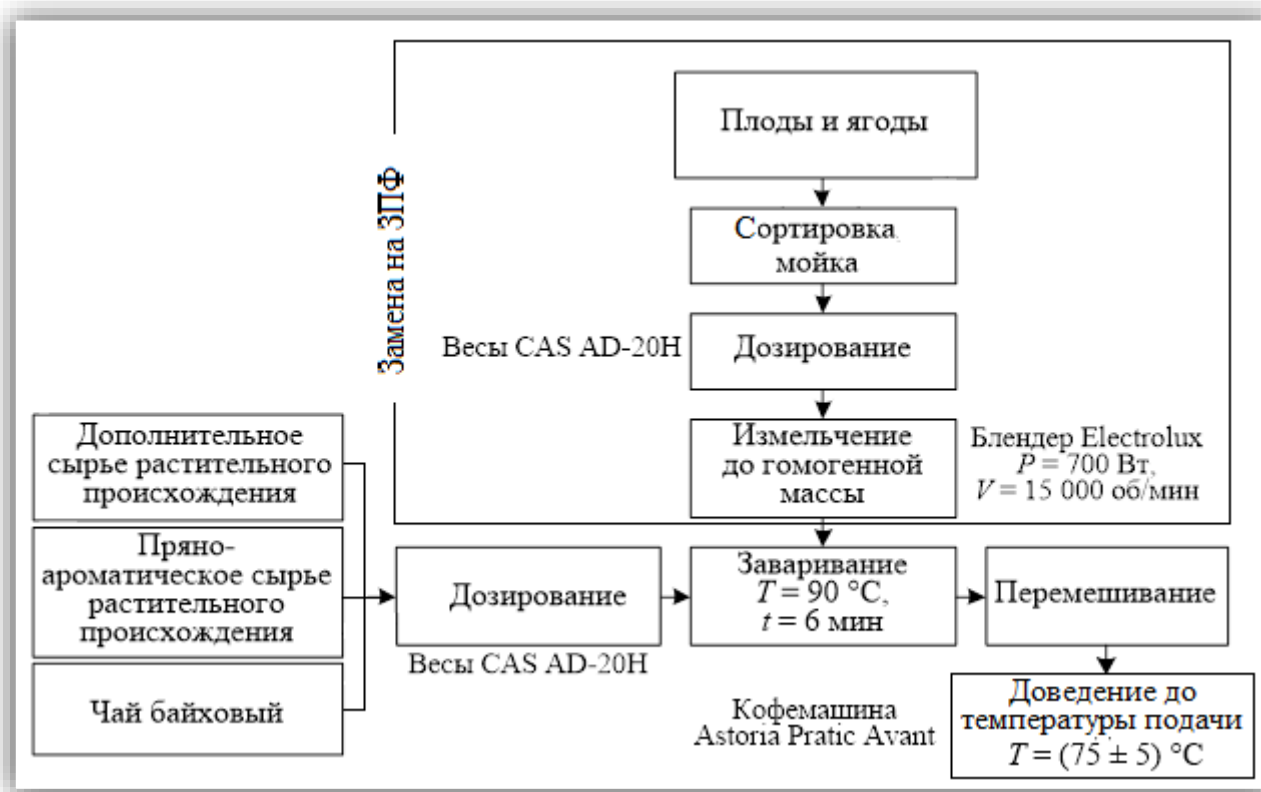 Замена на ЗПФ
Плоды и ягоды
Сортировка
мойка
Весы CAS AD-20H
Дозирование
Измельчение
до гомогенной
массы
Блендер Electrolux
P = 700 Вт,
V = 15 000 об/мин
Дополнительное
сырье растительного
происхождения
Пряно-
ароматическое сырье
растительного
происхождения
Чай байховый
Дозирование
Весы CAS AD-20H
Заваривание
T = 90 °C,
t = 6 мин
Кофемашина
Astoria Pratic Avant
Перемешивание
Доведение до
температуры подачи
T = (75 ± 5) °C